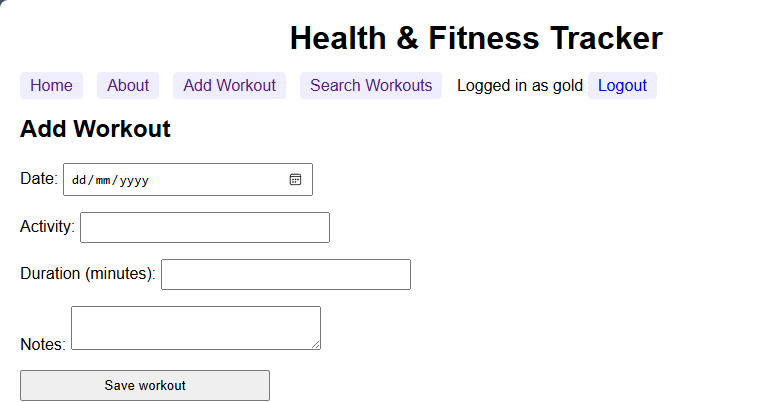 Health & Fitness Tracker
Home About Add Workout Search Workouts Logged in as gold Logout
Add Workout
Date: dd/mm/yyyy
Activity:
Duration (minutes):
Notes:
Save workout